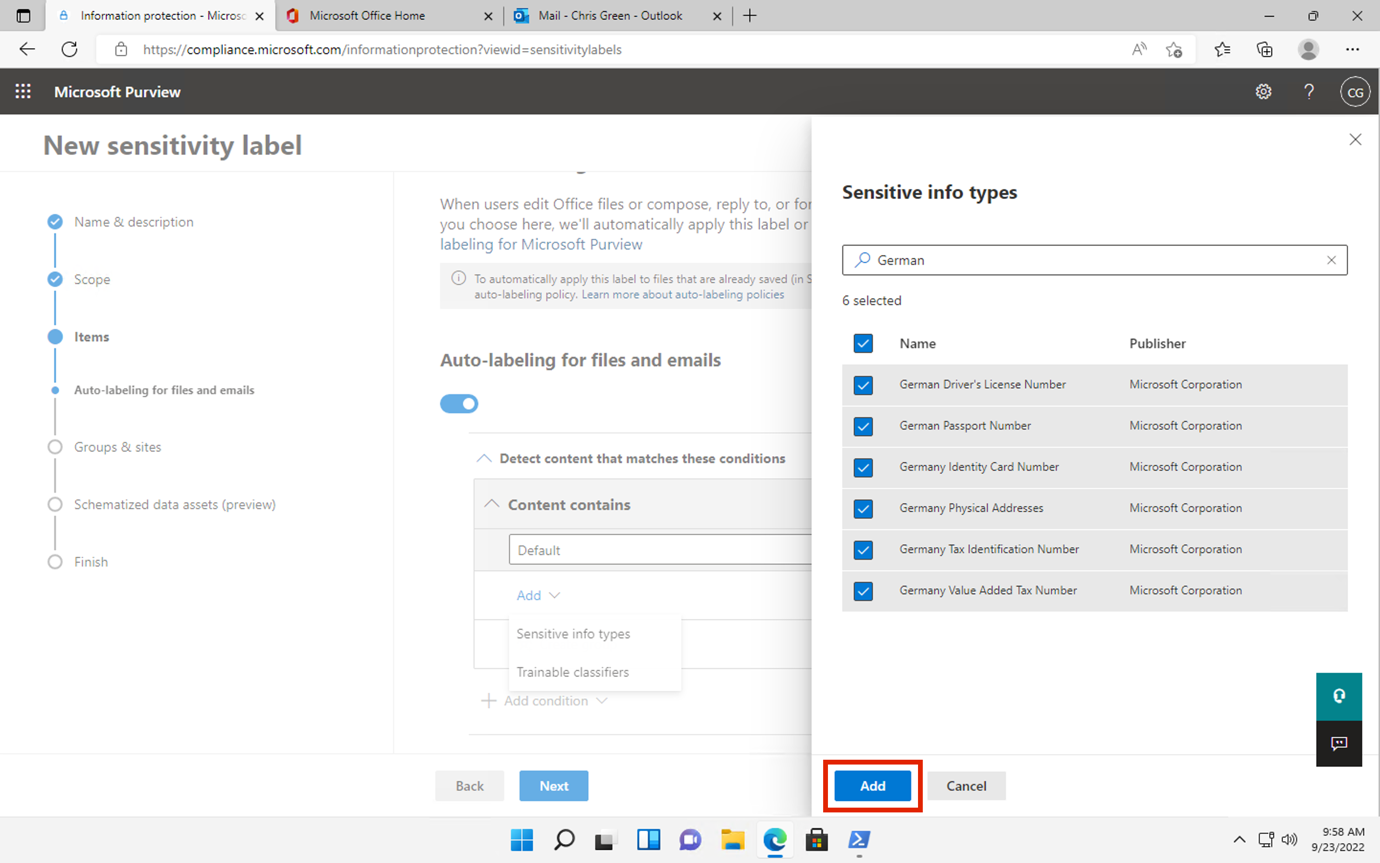 Information protection - Microsc
Microsoft Office Home
Mail - Chris Green - Outlook
https://compliance.microsoft.com/informationprotection?viewid=sensitivitylabels
Microsoft Purview
?
CG
New sensitivity label
Name & description
Scope
Items
Auto-labeling for files and emails
Groups & sites
Schematized data assets (preview)
Finish
When users edit Office files or compose, reply to, or for
you choose here, we'll automatically apply this label or
labeling for Microsoft Purview
To automatically apply this label to files that are already saved (in S
auto-labeling policy. Learn more about auto-labeling policies
Auto-labeling for files and emails
Detect content that matches these conditions
Content contains
Default
Add
Sensitive info types
Trainable classifiers
Add condition
Back
Next
Sensitive info types
German
6 selected
Name Publisher
German Driver's License Number Microsoft Corporation
German Passport Number Microsoft Corporation
Germany Identity Card Number Microsoft Corporation
Germany Physical Addresses Microsoft Corporation
Germany Tax Identification Number Microsoft Corporation
Germany Value Added Tax Number Microsoft Corporation
Add
Cancel
9:58 AM
9/23/2022